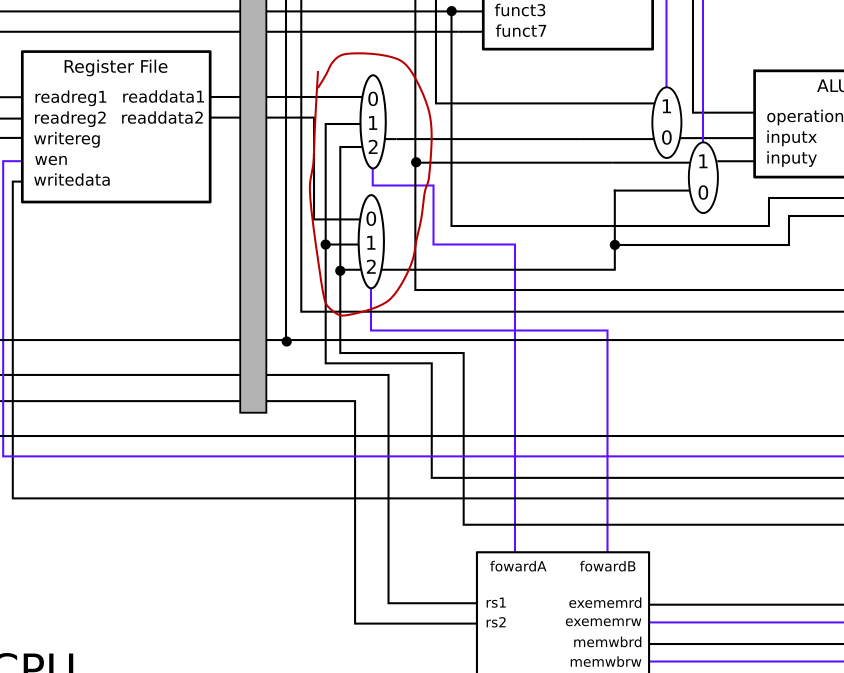 funct3
funct7
Register File
readreg1 readdata1
readreg2 readdata2
writereg
wen
writedata
0
1
2
0
1
2
1
0
1
0
ALU
operation
inputx
inputy
fowardA fowardB
rs1 exememrd
rs2 exememrw
memwbrd
memwbrw
CPU